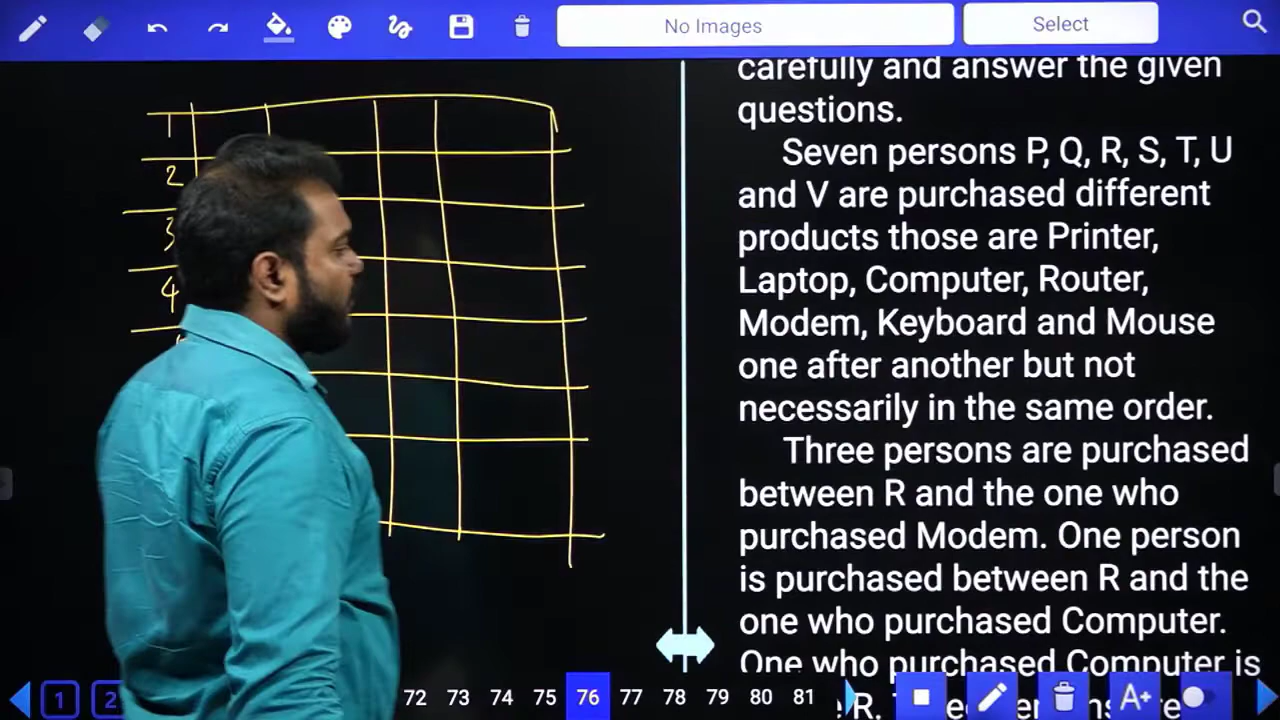 No Images
Select
carefully and answer the given
questions.
Seven persons P, Q, R, S, T, U
and V are purchased different
products those are Printer,
Laptop, Computer, Router,
Modem, Keyboard and Mouse
one after another but not
necessarily in the same order.
Three persons are purchased
between R and the one who
purchased Modem. One person
is purchased between R and the
one who purchased Computer.
One who purchased Computer is
R.
1
2
3
4
1 2
72 73 74 75 76 77 78 79 80 81
A+